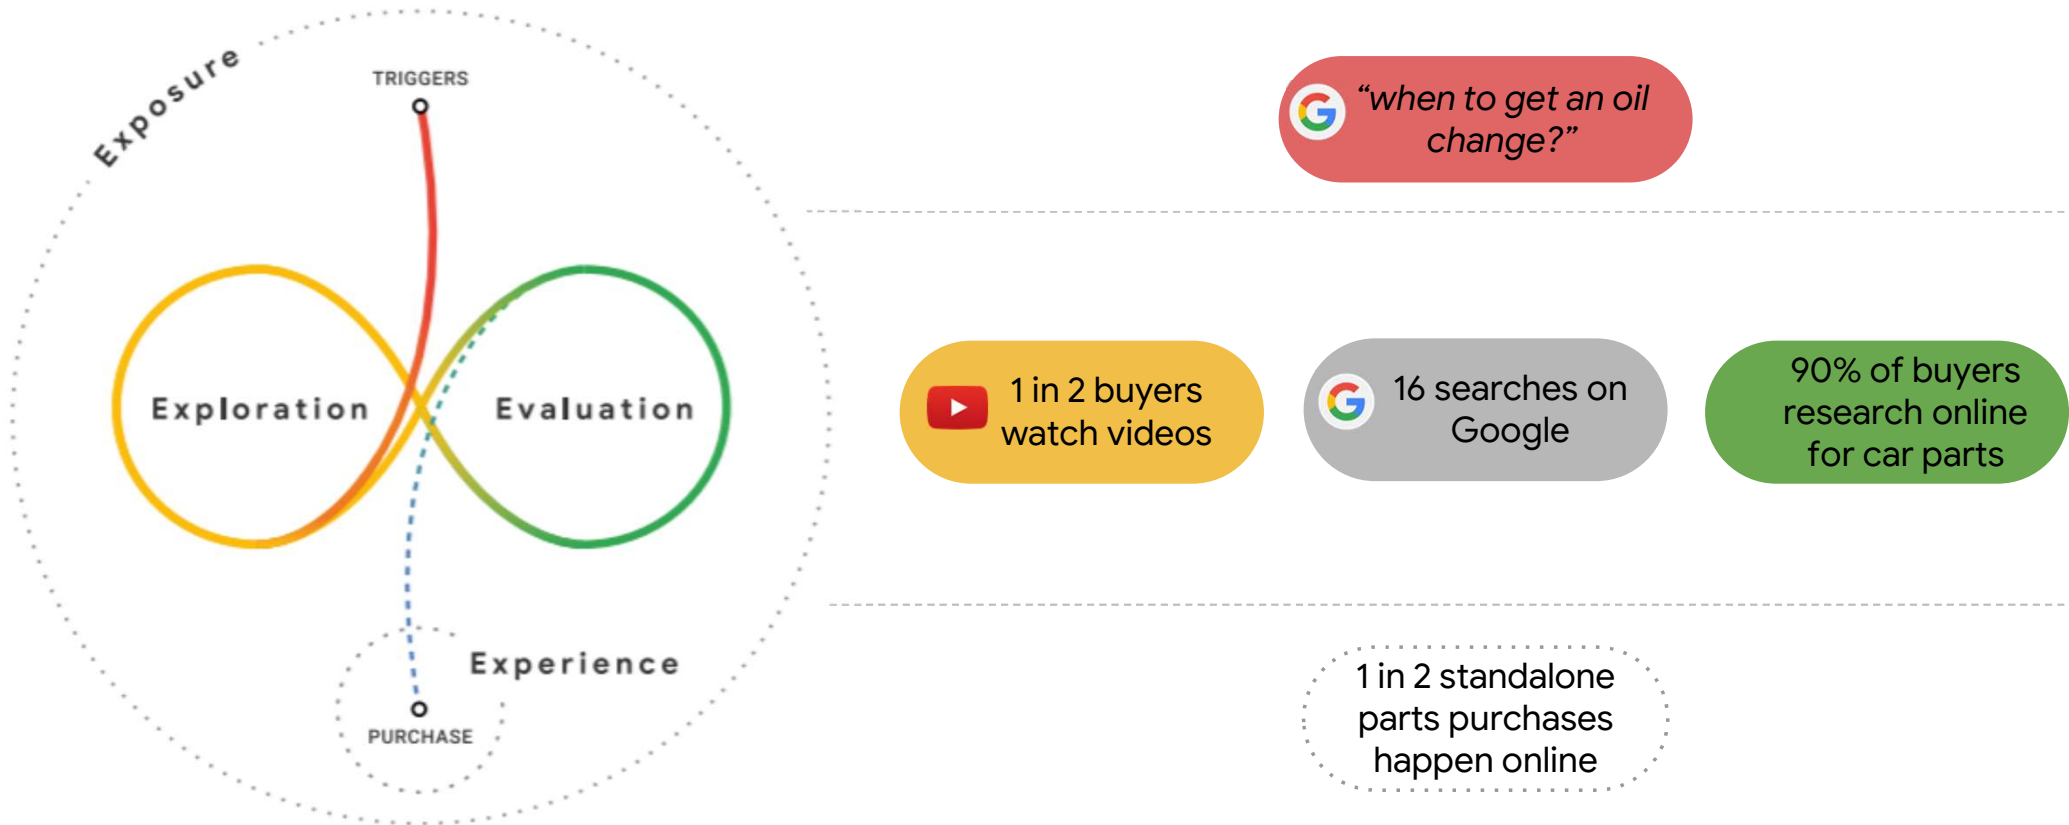 Exposure
TRIGGERS
“when to get an oil
change?”
Exploration
Evaluation
1 in 2 buyers
watch videos
16 searches on
Google
90% of buyers
research online
for car parts
Experience
PURCHASE
1 in 2 standalone
parts purchases
happen online